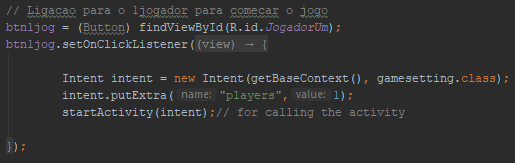 // Ligacao para o ljogador para comecar o jogo
btnljog = (Button) findViewById(R.id.JogadorUm);
btnljog.setOnClickListener((view) → {
Intent intent = new Intent(getBaseContext(), gamesetting.class);
intent.putExtra( name: "players", value: 1);
startActivity(intent);// for calling the activity
});